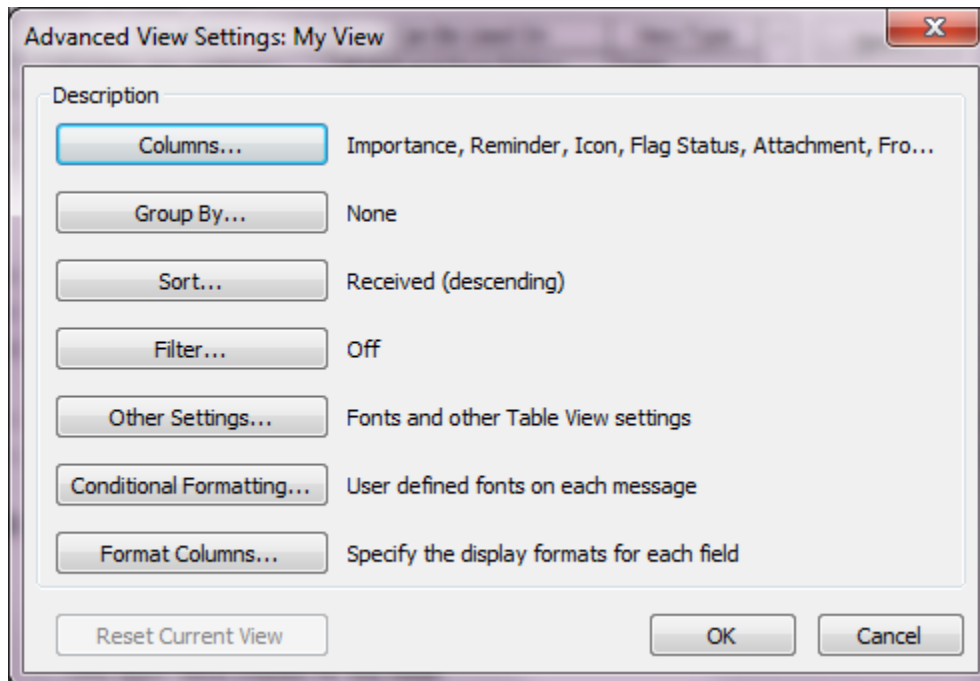 Advanced View Settings: My View
Description
Columns... Importance, Reminder, Icon, Flag Status, Attachment, Fro...
Group By... None
Sort... Received (descending)
Filter... Off
Other Settings... Fonts and other Table View settings
Conditional Formatting... User defined fonts on each message
Format Columns... Specify the display formats for each field
Reset Current View OK Cancel